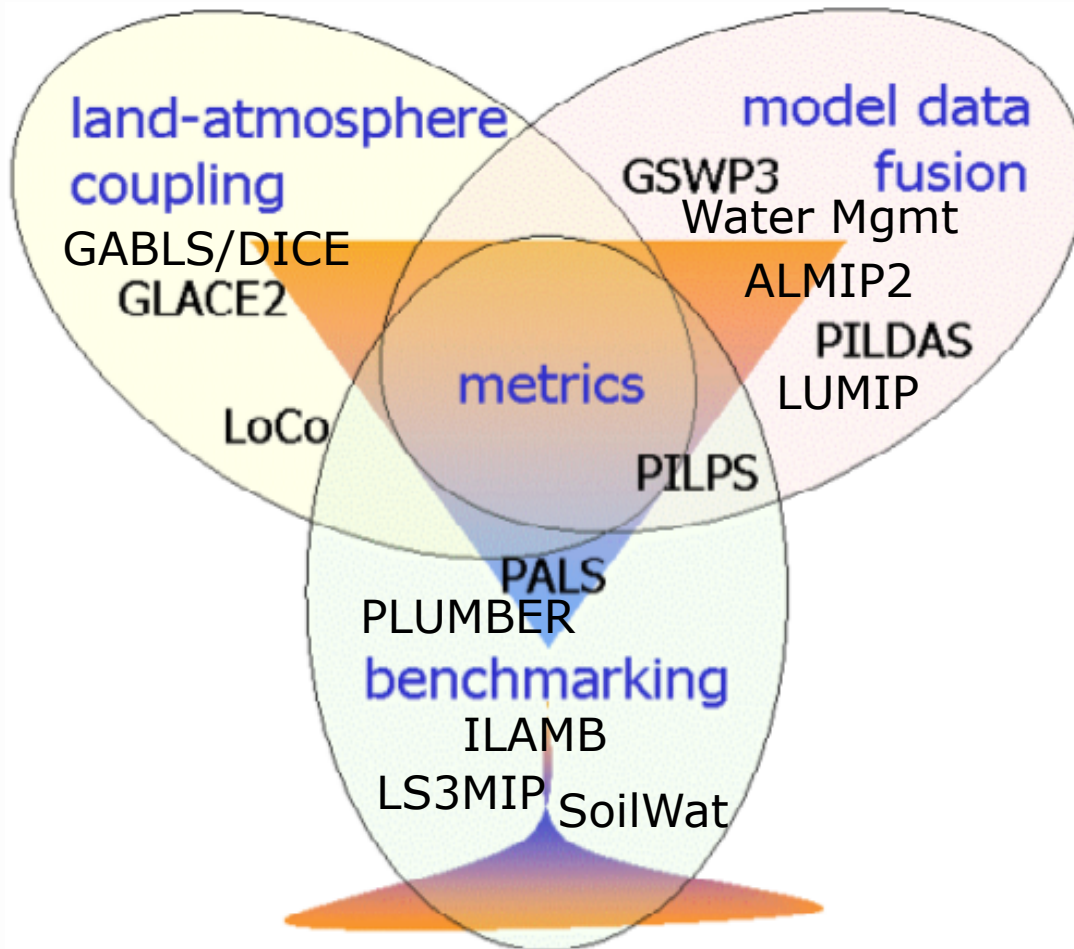 land-atmosphere
coupling
GABLS/DICE
GLACE2
LoCo
model data
fusion
GSWP3
Water Mgmt
ALMIP2
PILDAS
LUMIP
PILPS
metrics
PALS
PLUMBER
benchmarking
ILAMB
LS3MIP
SoilWat